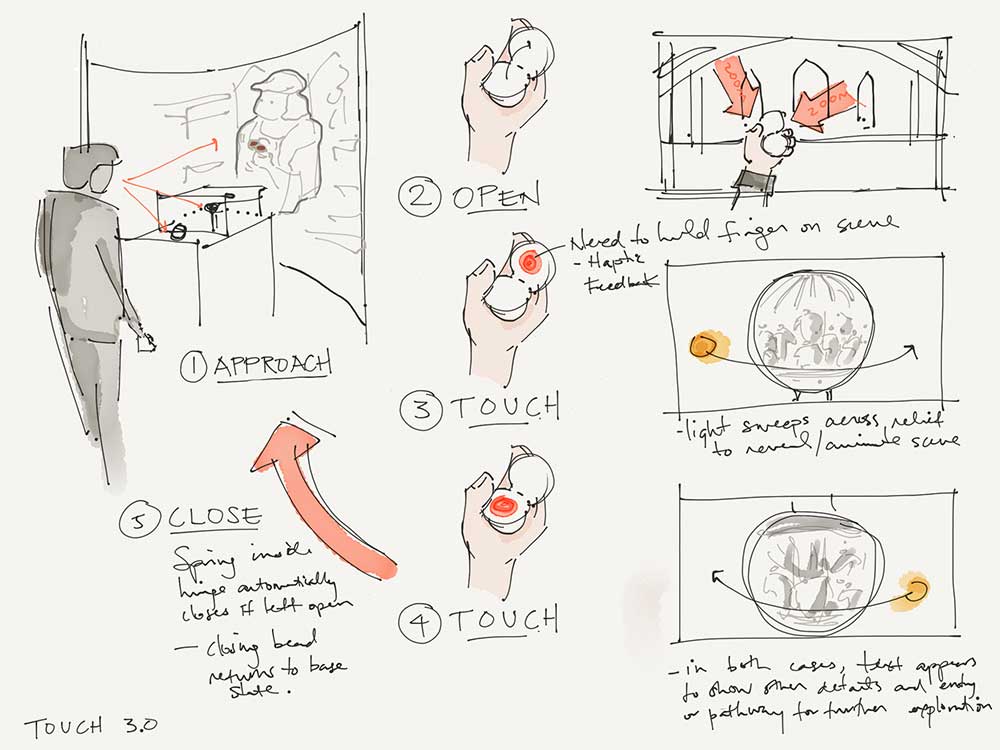 ① APPROACH
② OPEN
200M
200M
Need to hold finger on scene
- Haptic
Feedback
③ TOUCH
- light sweeps across relief
to reveal/animate scene
④ TOUCH
- in both cases, text appears
to show other details and entry
or pathway for further exploration
⑤ CLOSE
Spring inside
hinge automatically
closes if left open
— closing bead
returns to base
state.
TOUCH 3.0